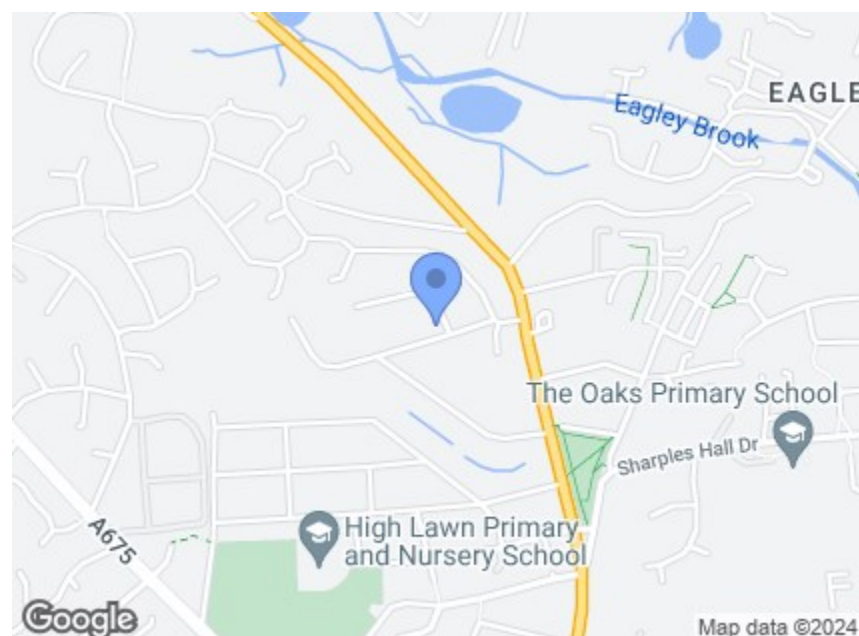 EAGLE
Eagley Brook
The Oaks Primary School
Sharples Hall Dr
High Lawn Primary
and Nursery School
A675
Google
Map data ©2024